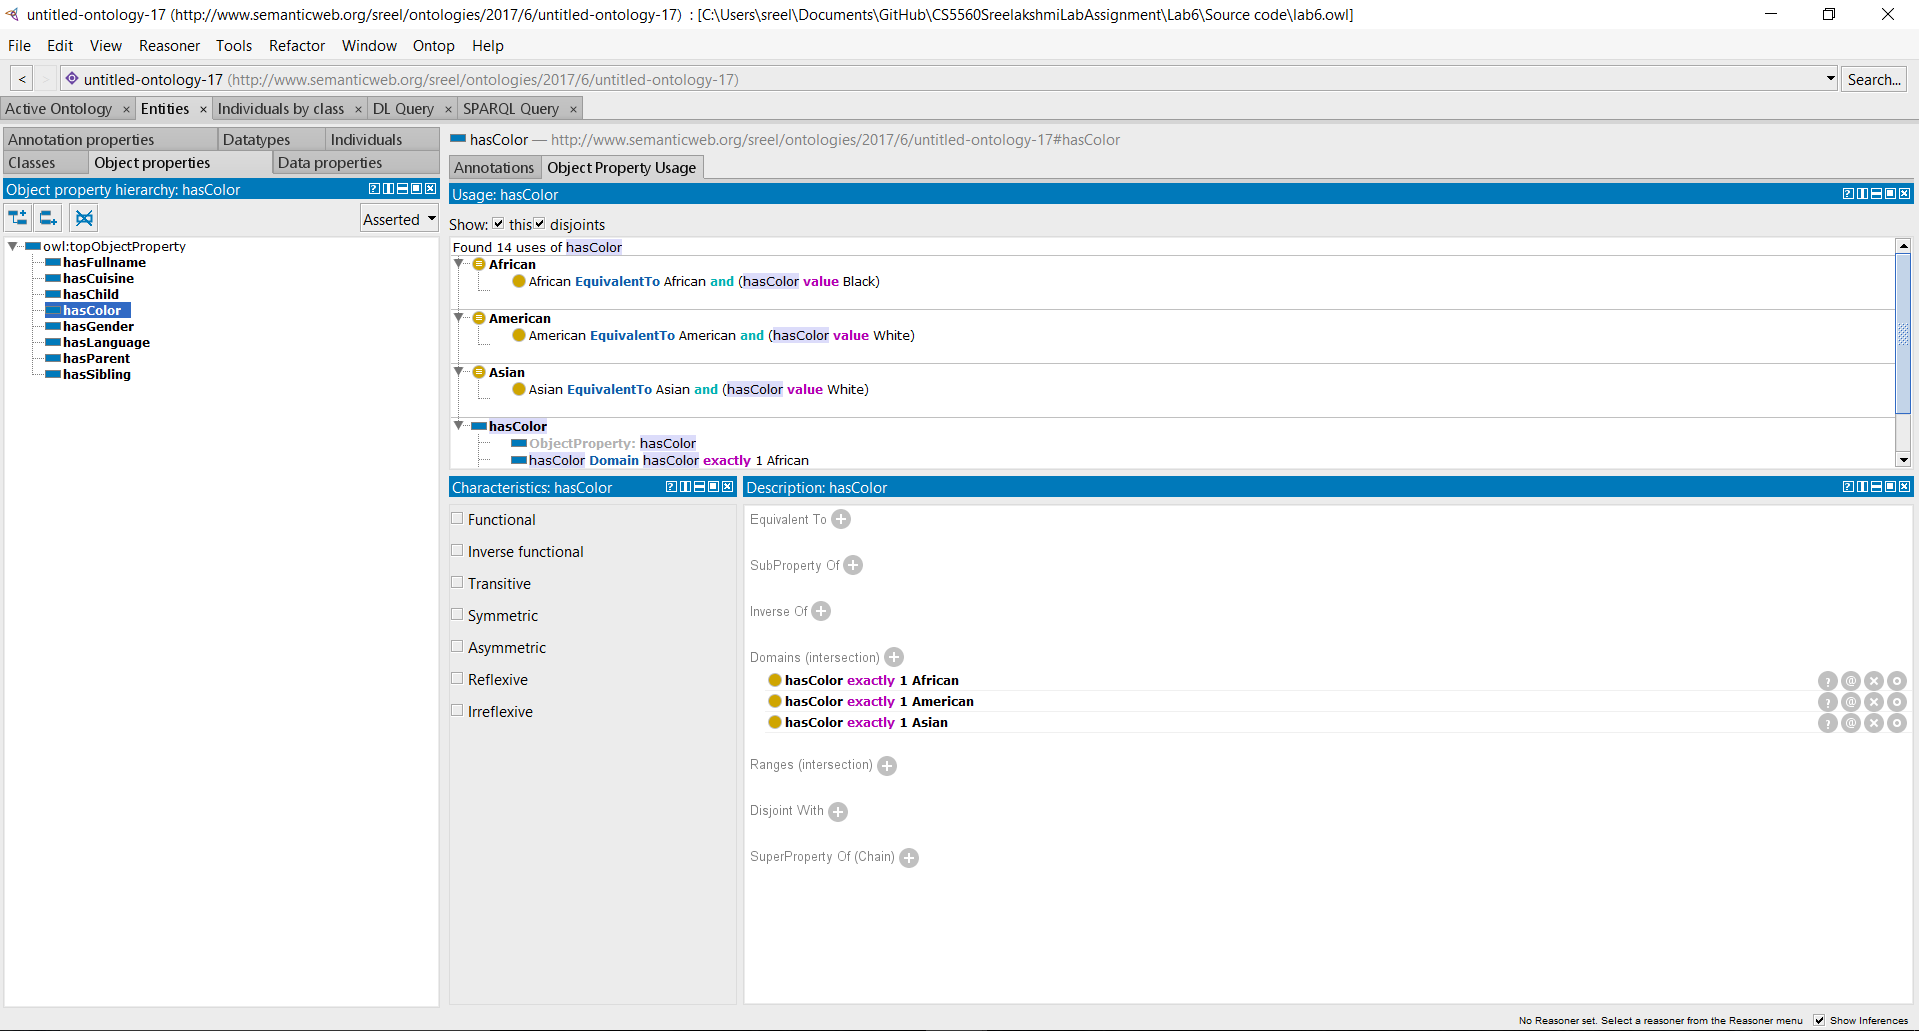 untitled-ontology-17 (http://www.semanticweb.org/sreel/ontologies/2017/6/untitled-ontology-17) : [C:\Users\sreel\Documents\GitHub\CS5560SreelakshmiLabAssignment\Lab6\Source code\lab6.owl]
File Edit View Reasoner Tools Refactor Window Ontop Help
< > untitled-ontology-17 (http://www.semanticweb.org/sreel/ontologies/2017/6/untitled-ontology-17) Search...
Active Ontology × Entities × Individuals by class × DL Query × SPARQL Query ×
Annotation properties Datatypes Individuals
Classes Object properties Data properties
Object property hierarchy: hasColor
Asserted
owl:topObjectProperty
hasFullname
hasCuisine
hasChild
hasColor
hasGender
hasLanguage
hasParent
hasSibling
hasColor — http://www.semanticweb.org/sreel/ontologies/2017/6/untitled-ontology-17#hasColor
Annotations Object Property Usage
Usage: hasColor
Show: this disjoints
Found 14 uses of hasColor
African
African EquivalentTo African and (hasColor value Black)
American
American EquivalentTo American and (hasColor value White)
Asian
Asian EquivalentTo Asian and (hasColor value White)
hasColor
ObjectProperty: hasColor
hasColor Domain hasColor exactly 1 African
Characteristics: hasColor
Functional
Inverse functional
Transitive
Symmetric
Asymmetric
Reflexive
Irreflexive
Description: hasColor
Equivalent To
SubProperty Of
Inverse Of
Domains (intersection)
hasColor exactly 1 African
hasColor exactly 1 American
hasColor exactly 1 Asian
Ranges (intersection)
Disjoint With
SuperProperty Of (Chain)
No Reasoner set. Select a reasoner from the Reasoner menu Show Inferences